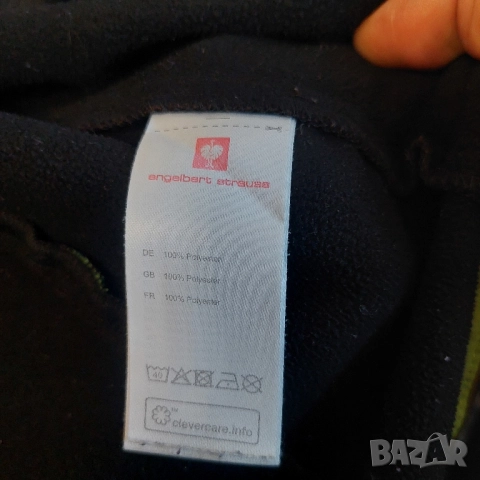 engelbert strauss
DE 100% Polyester
GB 100% Polyester
FR 100% Polyester
40
clevercare.info
BAZAR